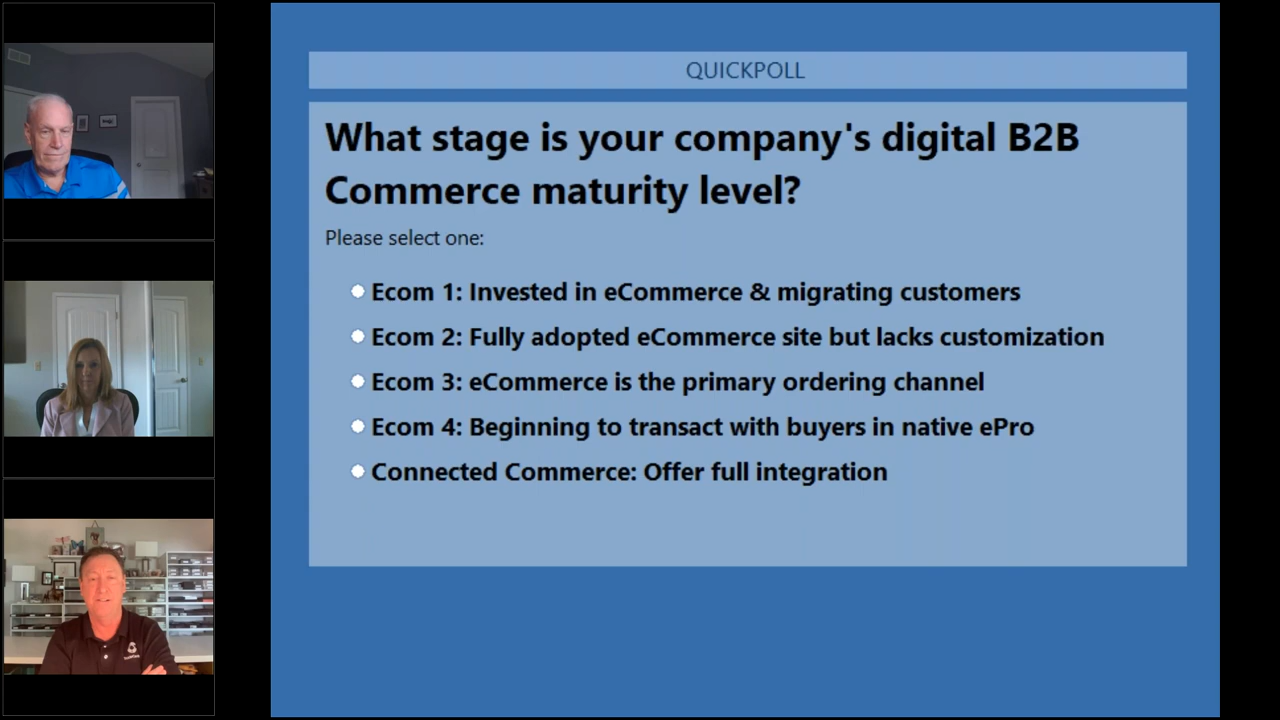 QUICKPOLL
What stage is your company's digital B2B
Commerce maturity level?
Please select one:
Ecom 1: Invested in eCommerce & migrating customers
Ecom 2: Fully adopted eCommerce site but lacks customization
Ecom 3: eCommerce is the primary ordering channel
Ecom 4: Beginning to transact with buyers in native ePro
Connected Commerce: Offer full integration